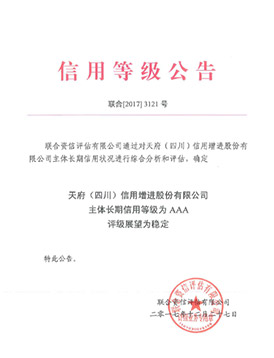 信用等级公告
联合[2017] 3121 号
联合资信评估有限公司通过对天府（四川）信用增进股份有
限公司主体长期信用状况进行综合分析和评估，确定
天府（四川）信用增进股份有限公司
主体长期信用等级为 AAA
评级展望为稳定
特此公告。
联合资信评估有限公司
二零一七年十二月二十七日